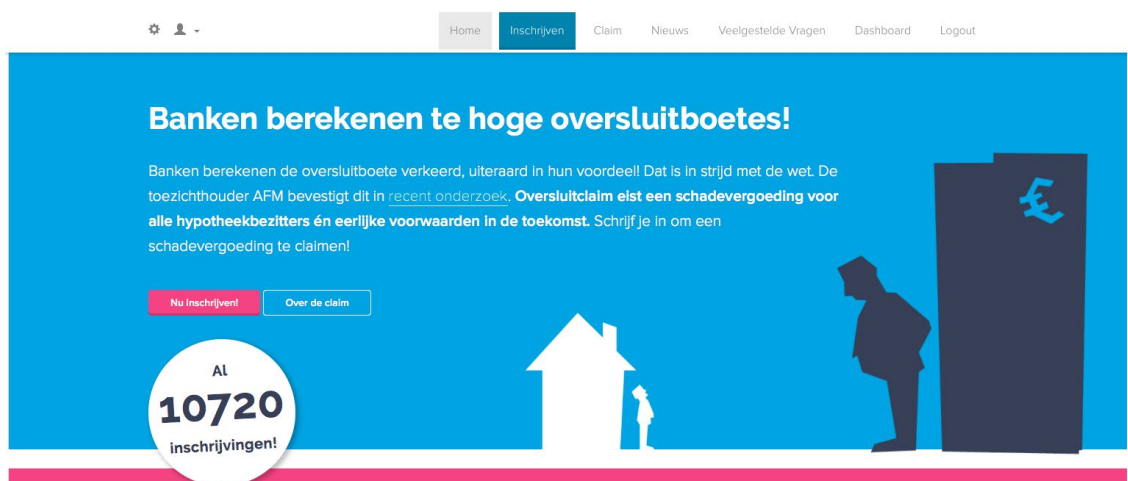 Home Inschrijven Claim Nieuws Veelgestelde Vragen Dashboard Logout
Banken berekenen te hoge oversluitboetes!
Banken berekenen de oversluitboete verkeerd, uiteraard in hun voordeel! Dat is in strijd met de wet. De
toezichthouder AFM bevestigt dit in recent onderzoek. Oversluitclaim eist een schadevergoeding voor
alle hypotheekbezitters én eerlijke voorwaarden in de toekomst. Schrijf je in om een
schadevergoeding te claimen!
Nu inschrijven! Over de claim
Al
10720
inschrijvingen!
£